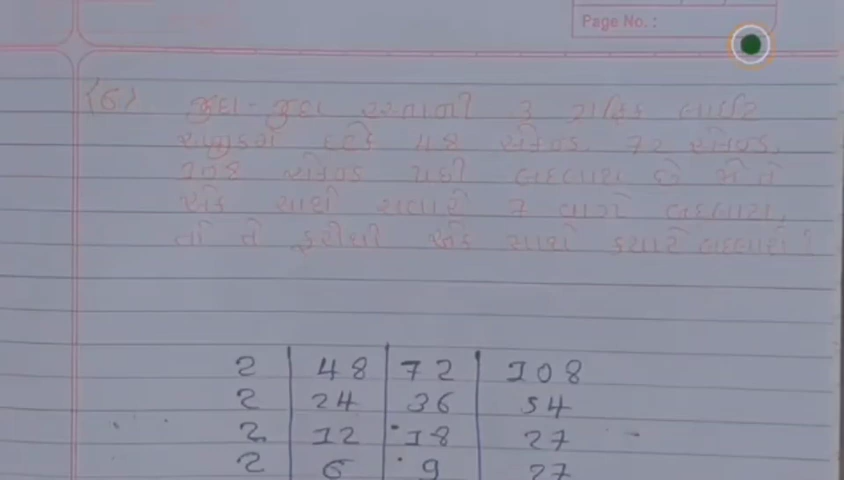 Page No. :
(6) જુદા - જુદા રસ્તાની 3 ટ્રાફિક લાઈટ
અનુક્રમે દરેક 48 સેકન્ડ, 72 સેકન્ડ,
108 સેકન્ડ પછી બદલાય છે જો તે
એક સાથે સવારે 7 વાગે બદલાય,
તો તે ફરીથી એક સાથે ક્યારે બદલાશે?
2 48 72 108
2 24 36 54
2 12 18 27
2 6 9 27